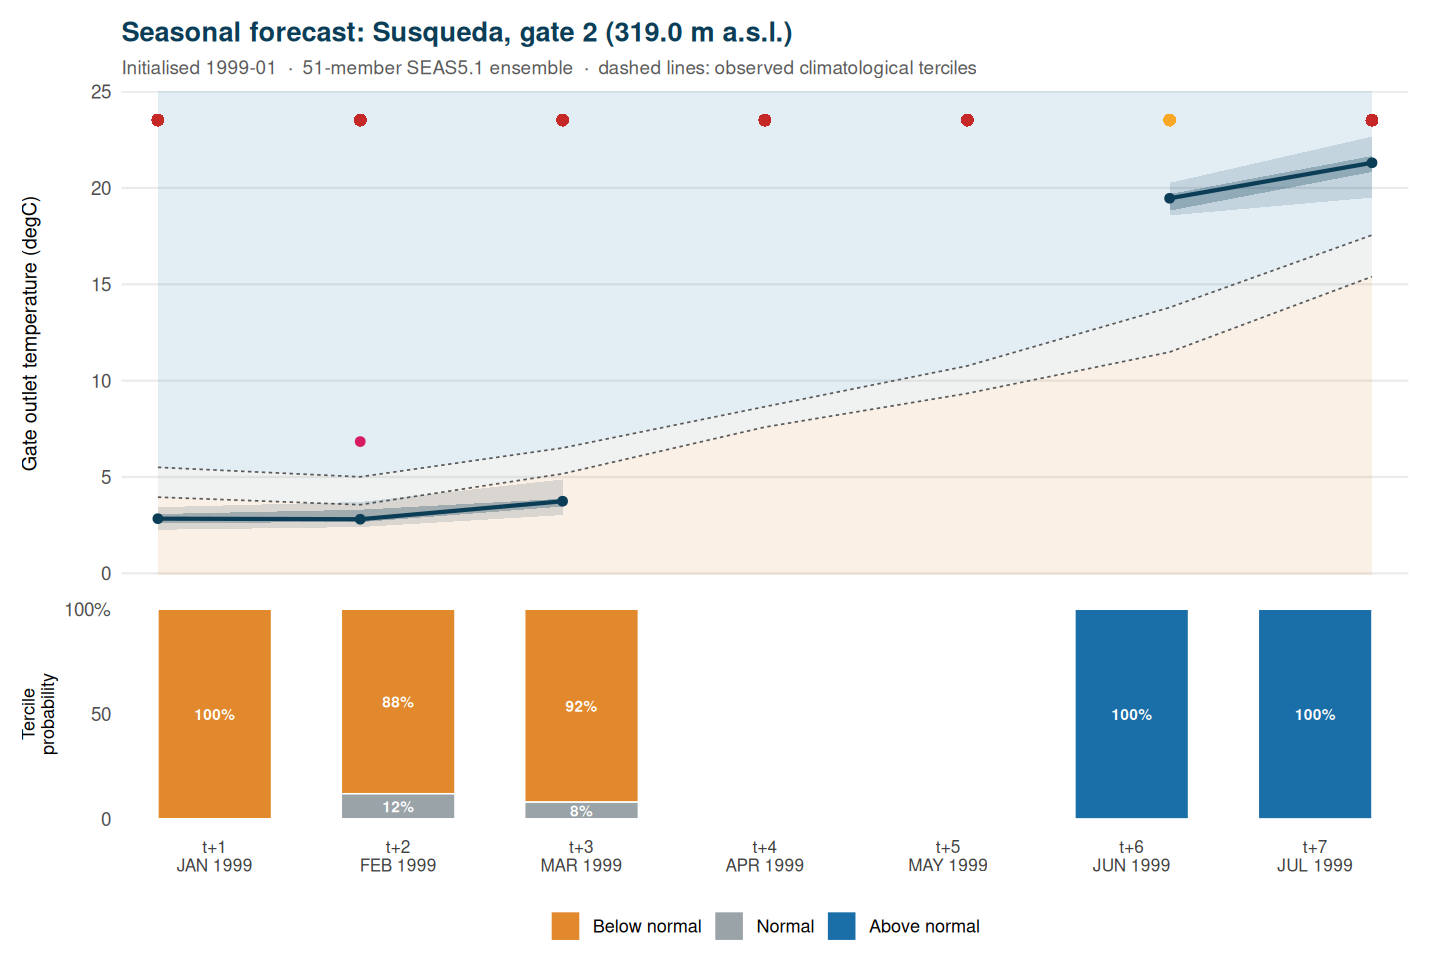 Seasonal forecast: Susqueda, gate 2 (319.0 m a.s.l.)
Initialised 1999-01 · 51-member SEAS5.1 ensemble · dashed lines: observed climatological terciles
Gate outlet temperature (degC)
25
20
15
10
5
0
Tercile
probability
100%
50
0
100%
88%
12%
92%
8%
100%
100%
t+1
JAN 1999
t+2
FEB 1999
t+3
MAR 1999
t+4
APR 1999
t+5
MAY 1999
t+6
JUN 1999
t+7
JUL 1999
Below normal
Normal
Above normal